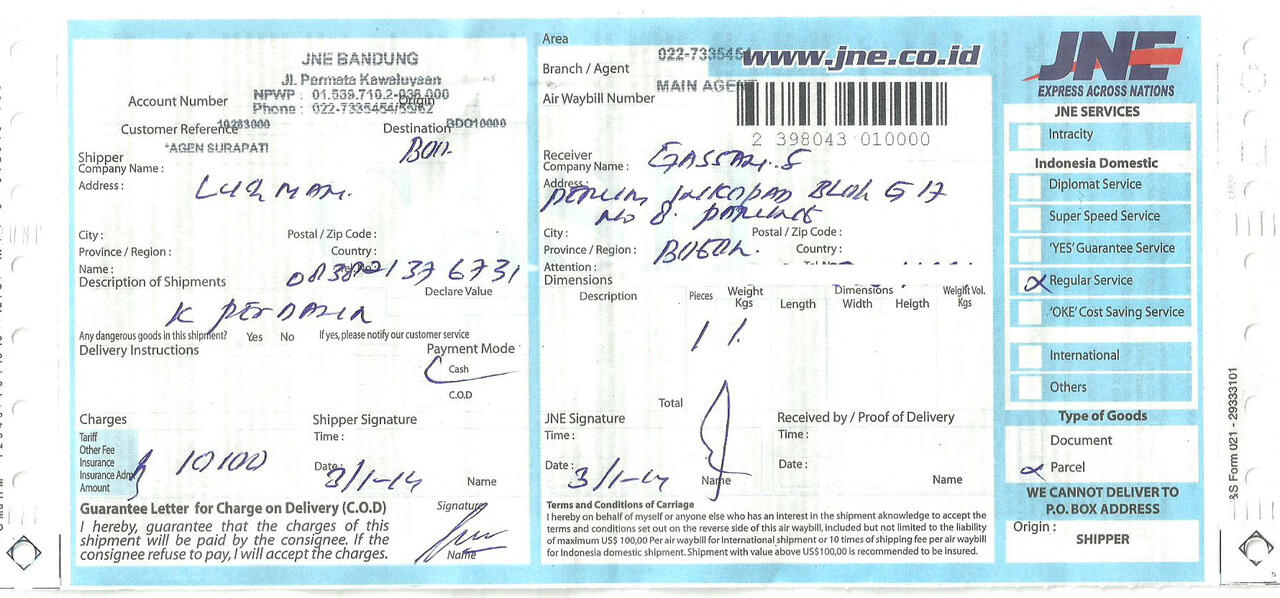 JNE BANDUNG
Jl. Permata Kawaluyaan
NPWP : 01.539.710.2-038.000
Phone : 022-7335454/55/62
Account Number
Origin
10283000
BDO10000
Customer Reference
Destination
*AGEN SURAPATI
Shipper
Company Name :
Address :
LUQMAN.
City :
Postal / Zip Code :
Province / Region :
Country :
Name :
Description of Shipments
Declare Value
Any dangerous goods in this shipment? Yes No If yes, please notify our customer service
Delivery Instructions
Payment Mode
Cash
C.O.D
Charges
Shipper Signature
Tariff
Other Fee
Insurance
Insurance Adm
Amount
10100
Time :
Date :
3/1-14
Name
Guarantee Letter for Charge on Delivery (C.O.D)
I hereby, guarantee that the charges of this
shipment will be paid by the consignee. If the
consignee refuse to pay, I will accept the charges.
Signature
Name
Area
022-7335454
www.jne.co.id
Branch / Agent
MAIN AGENT
Air Waybill Number
2 398043 010000
Receiver
Company Name :
GASSAN.S
Address :
BLOK G 17
No 8.
City :
Postal / Zip Code :
Province / Region :
Country :
BOGOR.
Attention :
Dimensions
Description
Pieces
Weight
Kgs
Dimensions
Length
Width
Heigth
Weight Vol.
Kgs
1 1.
Total
JNE Signature
Time :
Date :
3/1-14
Name
Received by / Proof of Delivery
Time :
Date :
Name
Terms and Conditions of Carriage
I hereby on behalf of myself or anyone else who has an interest in the shipment aknowledge to accept the
terms and conditions set out on the reverse side of this air waybill, included but not limited to the liability
of maximum US$ 100,00 Per air waybill for International shipment or 10 times of shipping fee per air waybill
for Indonesia domestic shipment. Shipment with value above US$100,00 is recommended to be insured.
JNE
EXPRESS ACROSS NATIONS
JNE SERVICES
Intracity
Indonesia Domestic
Diplomat Service
Super Speed Service
'YES' Guarantee Service
Regular Service
'OKE' Cost Saving Service
International
Others
Type of Goods
Document
Parcel
WE CANNOT DELIVER TO
P.O. BOX ADDRESS
Origin :
SHIPPER
&S Form 021 - 29333101